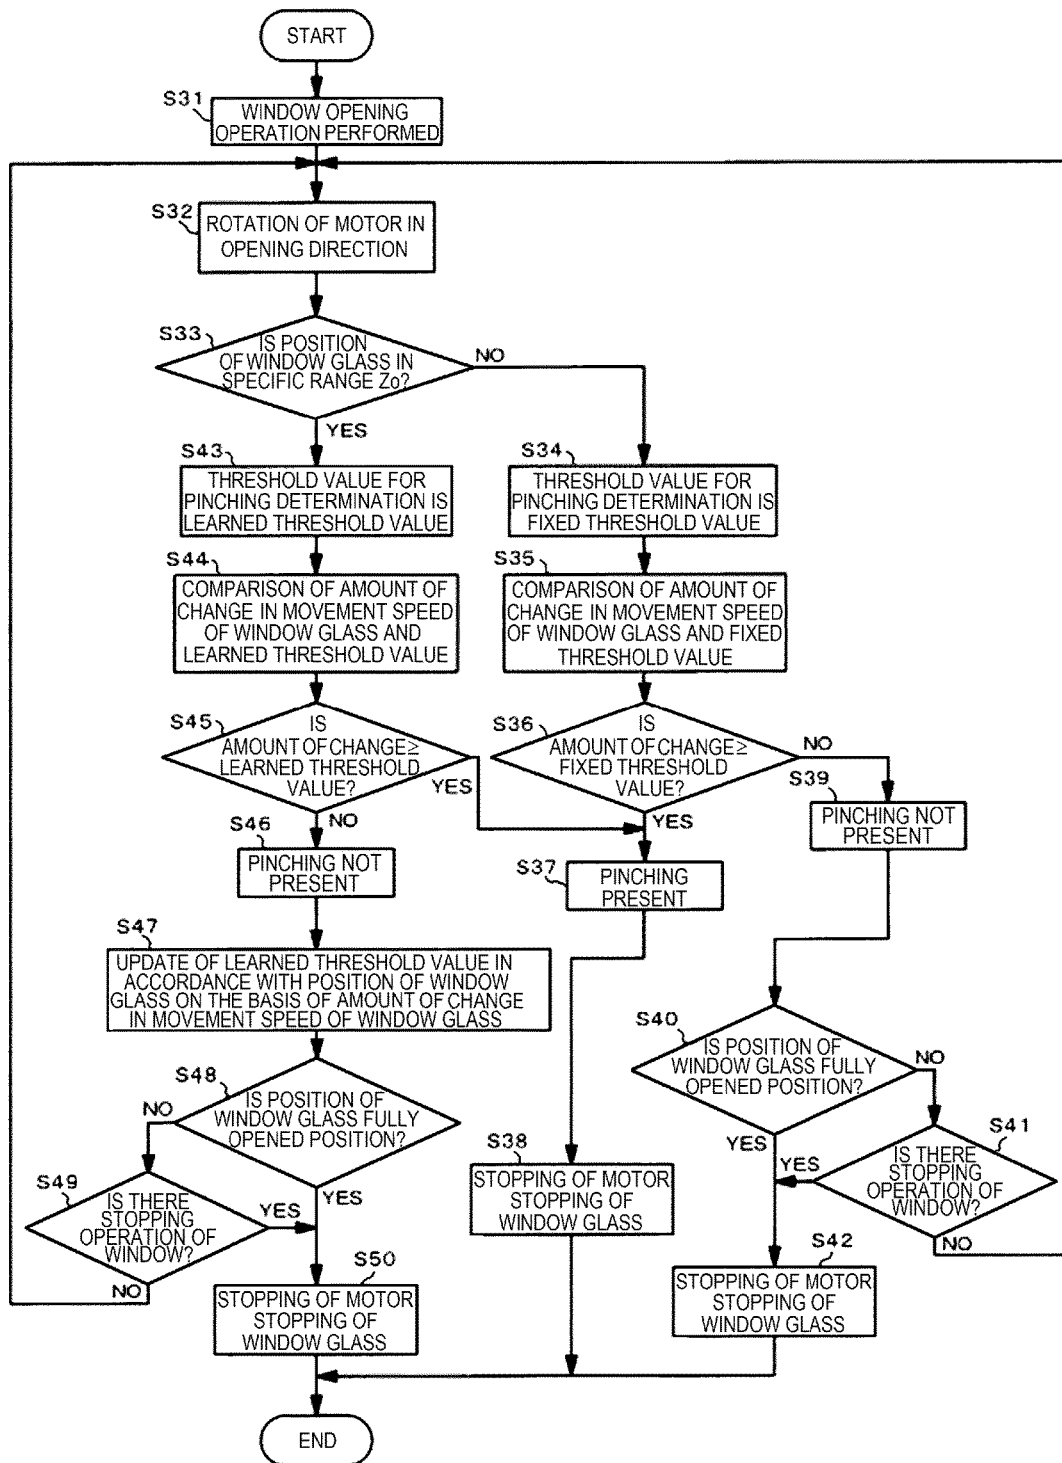 START
S31
WINDOW OPENING
OPERATION PERFORMED
S32
ROTATION OF MOTOR IN
OPENING DIRECTION
S33
IS POSITION
OF WINDOW GLASS IN
SPECIFIC RANGE Zo?
NO
YES
S43
THRESHOLD VALUE FOR
PINCHING DETERMINATION IS
LEARNED THRESHOLD VALUE
S34
THRESHOLD VALUE FOR
PINCHING DETERMINATION IS
FIXED THRESHOLD VALUE
S44
COMPARISON OF AMOUNT OF
CHANGE IN MOVEMENT SPEED
OF WINDOW GLASS AND
LEARNED THRESHOLD VALUE
S35
COMPARISON OF AMOUNT OF
CHANGE IN MOVEMENT SPEED
OF WINDOW GLASS AND FIXED
THRESHOLD VALUE
S45
IS
AMOUNT OF CHANGE≥
LEARNED THRESHOLD
VALUE?
YES
NO
S36
IS
AMOUNT OF CHANGE≥
FIXED THRESHOLD
VALUE?
NO
YES
S39
PINCHING NOT
PRESENT
S46
PINCHING NOT
PRESENT
S37
PINCHING
PRESENT
S47
UPDATE OF LEARNED THRESHOLD VALUE IN
ACCORDANCE WITH POSITION OF WINDOW
GLASS ON THE BASIS OF AMOUNT OF CHANGE
IN MOVEMENT SPEED OF WINDOW GLASS
S40
IS POSITION OF
WINDOW GLASS FULLY
OPENED POSITION?
NO
YES
S48
IS POSITION OF
WINDOW GLASS FULLY
OPENED POSITION?
NO
YES
S41
IS THERE
STOPPING
OPERATION OF
WINDOW?
YES
NO
S49
IS THERE
STOPPING
OPERATION OF
WINDOW?
YES
NO
S38
STOPPING OF MOTOR
STOPPING OF
WINDOW GLASS
S50
STOPPING OF MOTOR
STOPPING OF
WINDOW GLASS
S42
STOPPING OF MOTOR
STOPPING OF
WINDOW GLASS
END